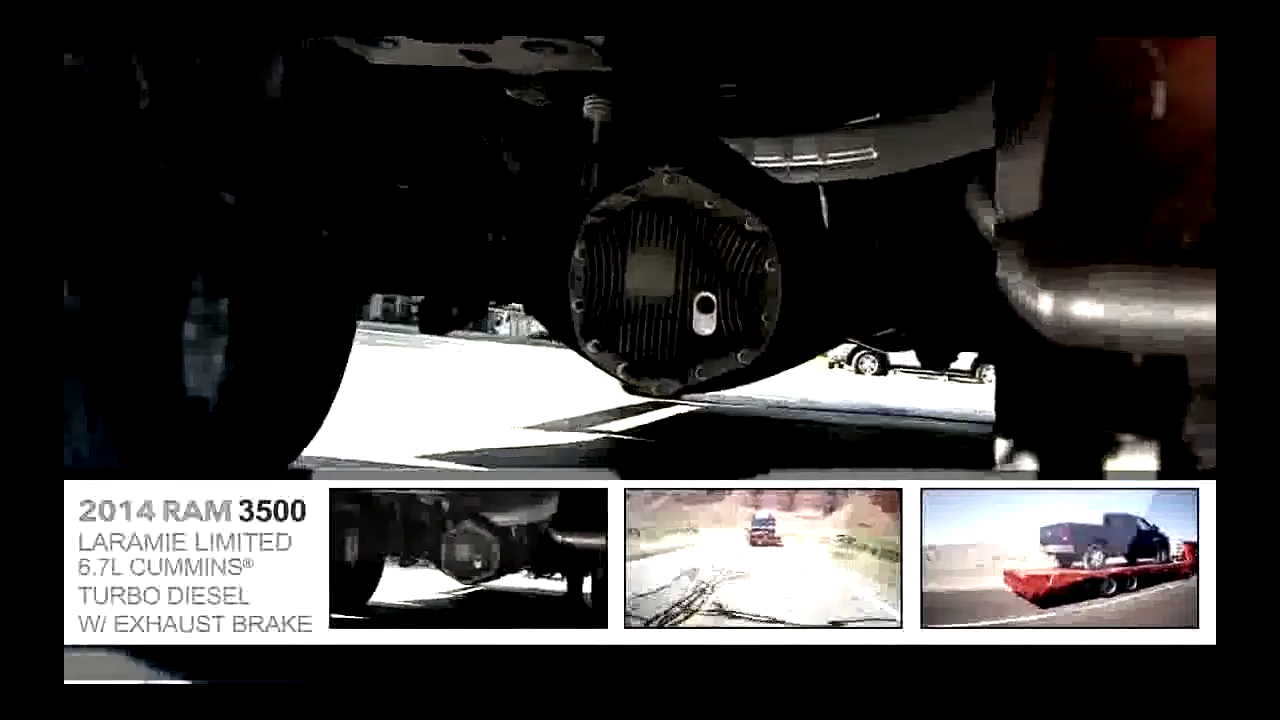 2014 RAM 3500
LARAMIE LIMITED
6.7L CUMMINS®
TURBO DIESEL
W/ EXHAUST BRAKE